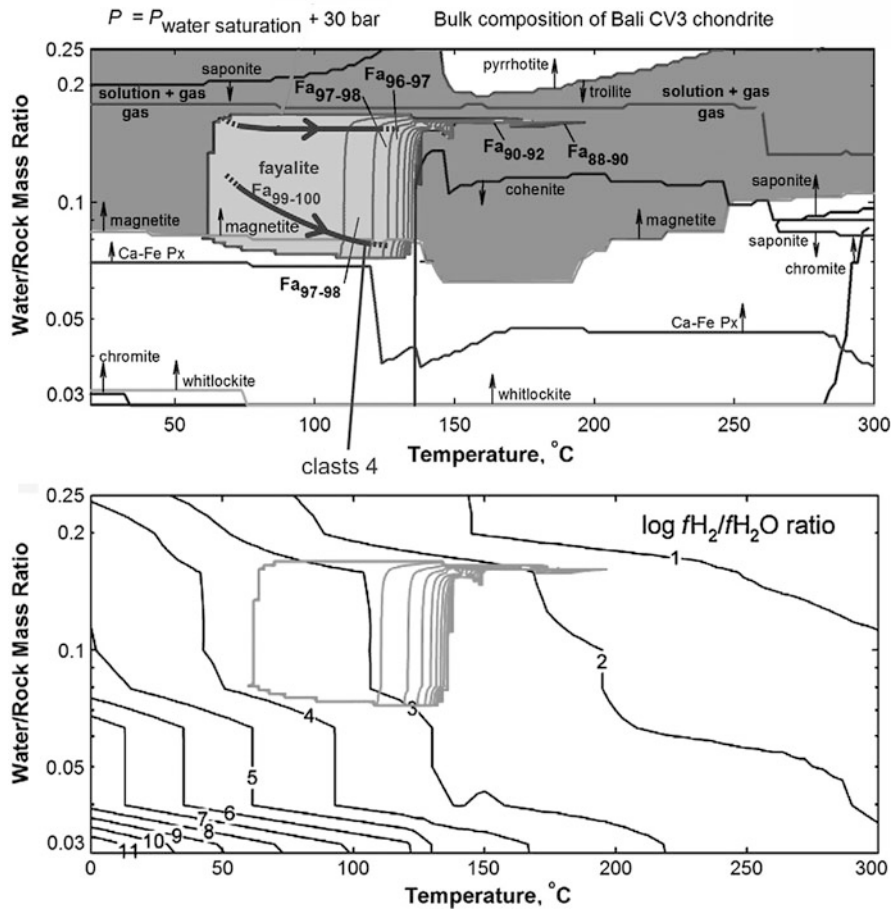 P = P water saturation + 30 bar
Bulk composition of Bali CV3 chondrite
0.25
0.2
0.1
0.05
0.03
Water/Rock Mass Ratio
saponite
solution + gas
gas
Fa97-98
Fa96-97
pyrrhotite
troilite
solution + gas
gas
Fa90-92
Fa88-90
fayalite
Fa99-100
cohenite
saponite
magnetite
magnetite
magnetite
saponite
chromite
Ca-Fe Px
Fa97-98
Ca-Fe Px
chromite
whitlockite
whitlockite
50
100
150
200
250
300
clasts 4
Temperature, °C
0.25
0.2
0.1
0.05
0.03
Water/Rock Mass Ratio
log fH2/fH2O ratio
1
2
3
4
5
6
7
8
9
10
11
0
50
100
150
200
250
300
Temperature, °C